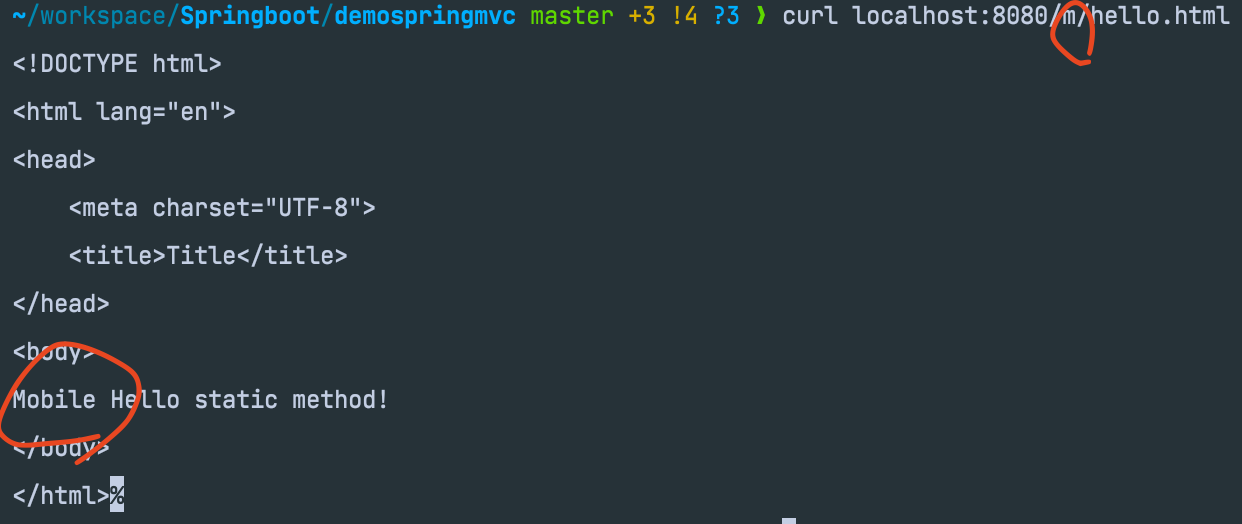 ~/workspace/Springboot/demospringmvc master +3 !4 ?3 ❯ curl localhost:8080/m/hello.html
<!DOCTYPE html>
<html lang="en">
<head>
    <meta charset="UTF-8">
    <title>Title</title>
</head>
<body>
Mobile Hello static method!
</body>
</html>%